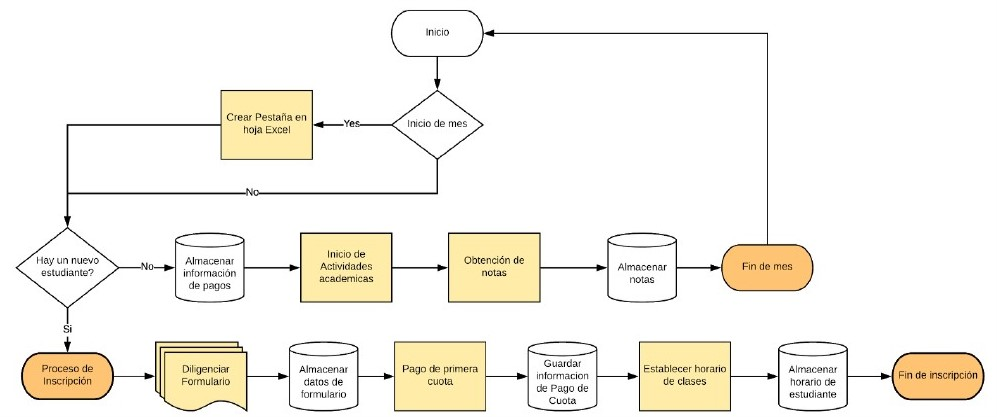 Inicio
Crear Pestaña en
hoja Excel
Yes
Inicio de mes
No
Hay un nuevo
estudiante?
No
Almacenar
información
de pagos
Inicio de
Actividades
academicas
Obtención de
notas
Almacenar
notas
Fin de mes
Si
Proceso de
Inscripción
Diligenciar
Formulario
Almacenar
datos de
formulario
Pago de primera
cuota
Guardar
informacion
de Pago de
Cuota
Establecer horario
de clases
Almacenar
horario de
estudiante
Fin de inscripción